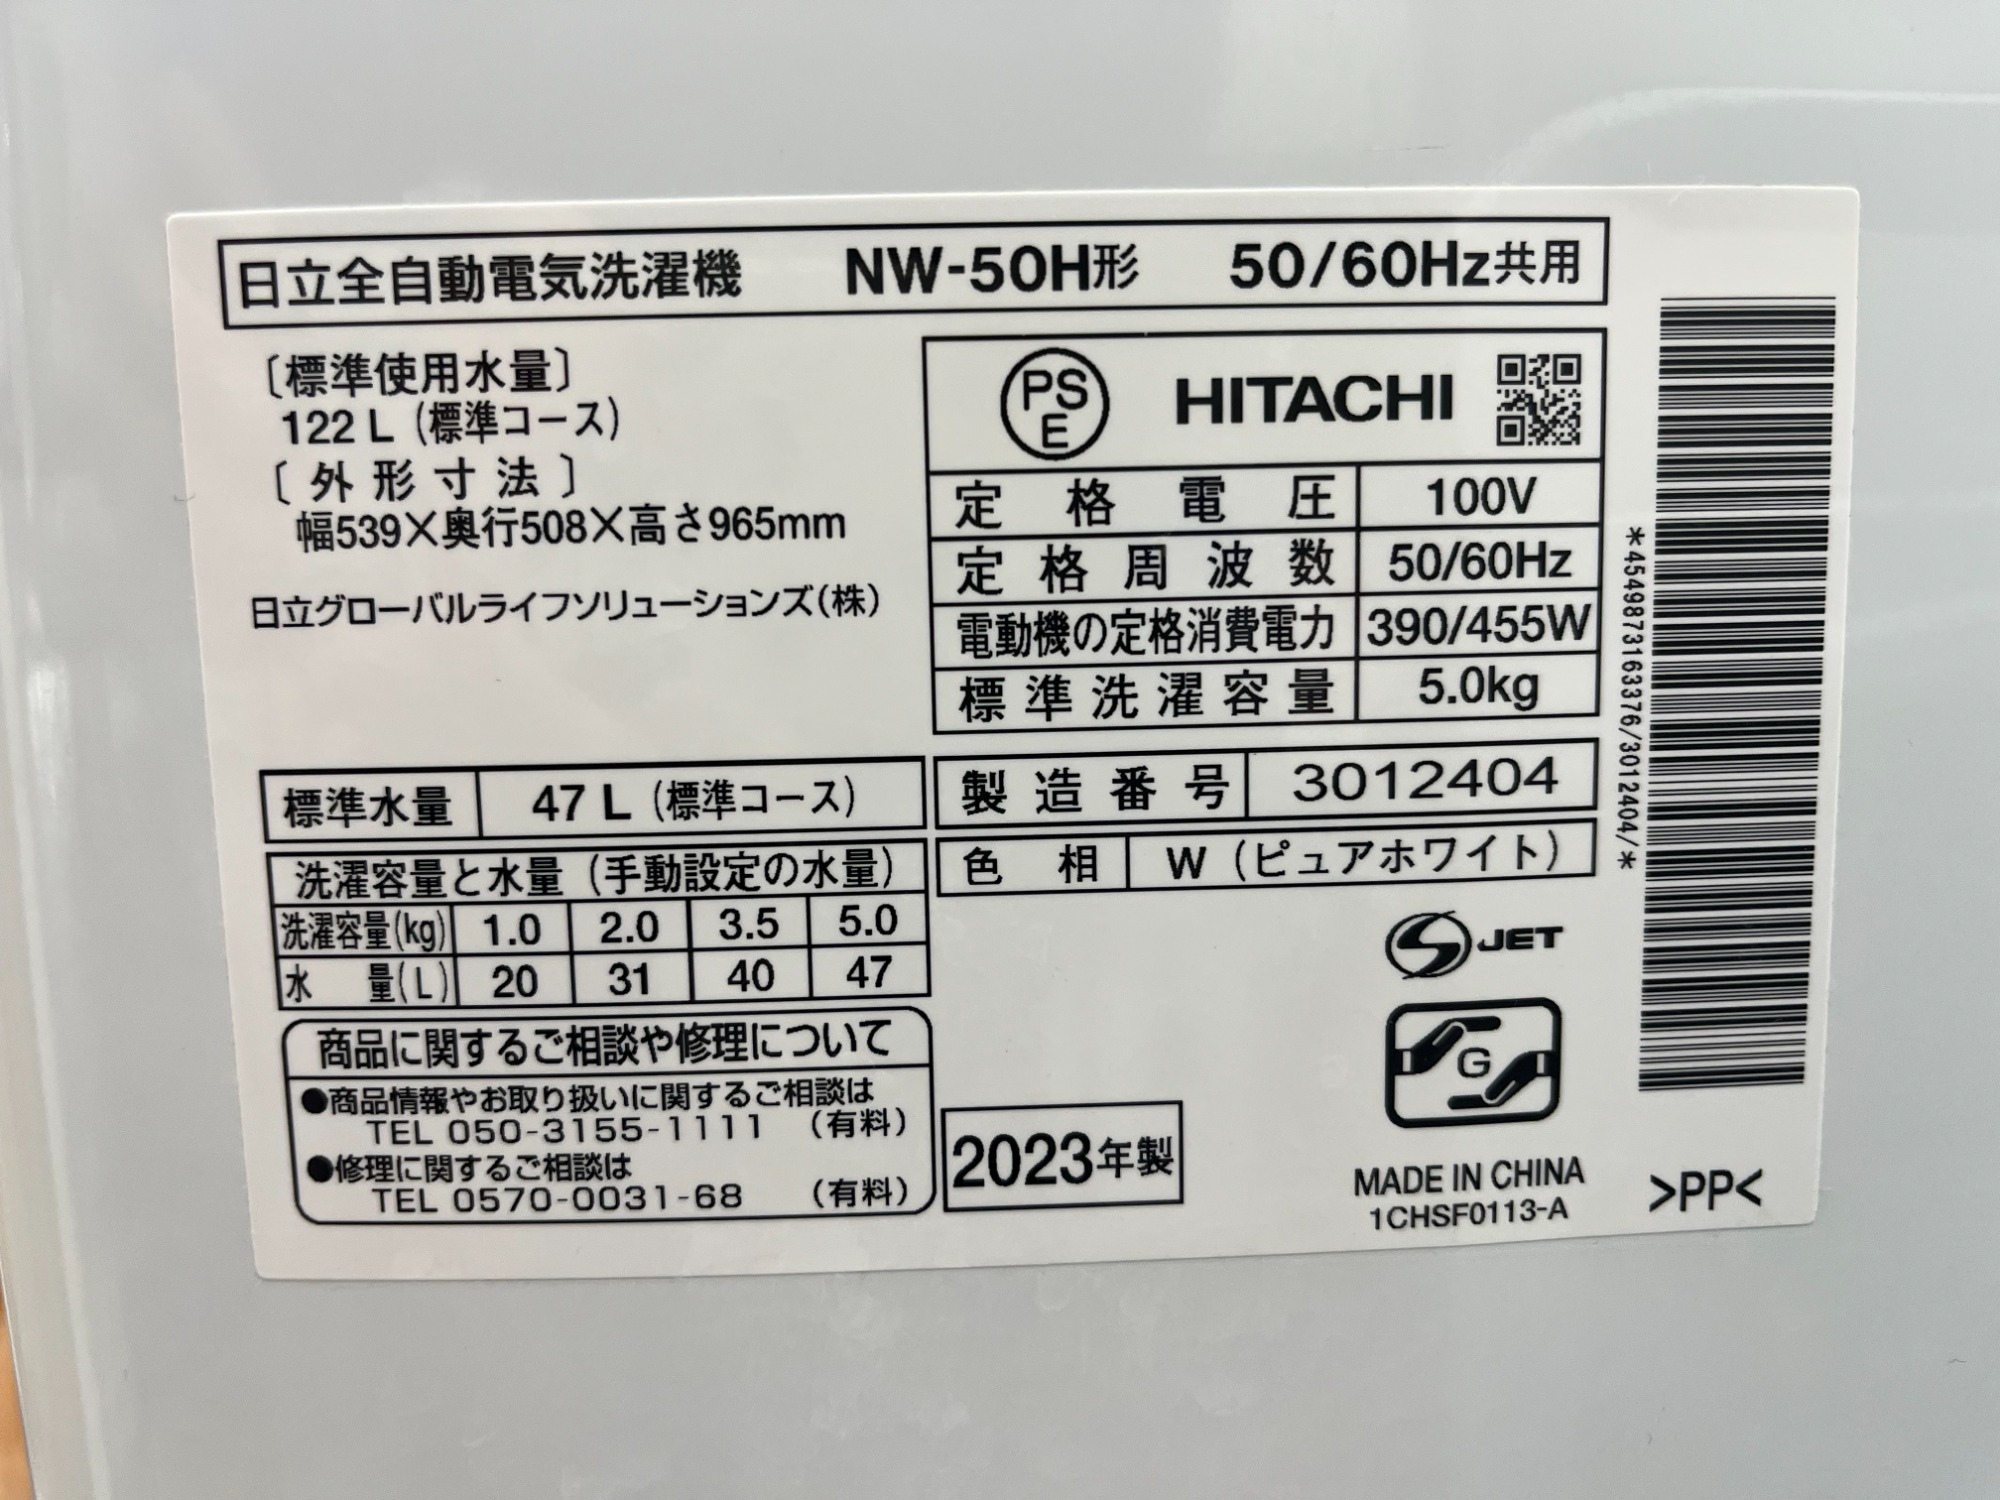 日立全自動電気洗濯機 NW-50H形 50/60Hz共用
〔標準使用水量〕
122 L (標準コース)
〔外形寸法〕
幅539×奥行508×高さ965mm
日立グローバルライフソリューションズ(株)
PSE HITACHI
定格電圧 100V
定格周波数 50/60Hz
電動機の定格消費電力 390/455W
標準洗濯容量 5.0kg
標準水量 47 L (標準コース)
洗濯容量と水量 (手動設定の水量)
洗濯容量(kg) 1.0 2.0 3.5 5.0
水量(L) 20 31 40 47
製造番号 3012404
色相 W (ピュアホワイト)
商品に関するご相談や修理について
●商品情報やお取り扱いに関するご相談は
TEL 050-3155-1111 (有料)
●修理に関するご相談は
TEL 0570-0031-68 (有料)
2023年製
S JET
G
MADE IN CHINA
1CHSF0113-A
*4549873163376/3012404/*
>PP<